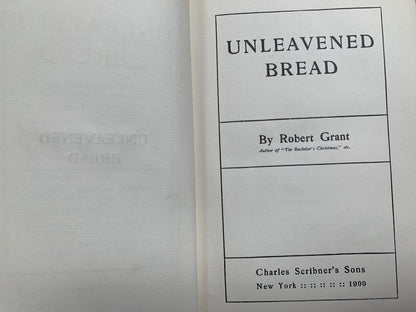 UNLEAVENED
BREAD
By Robert Grant
Author of "The Bachelor's Christmas," etc.
Charles Scribner's Sons
New York :: :: :: :: :: 1900